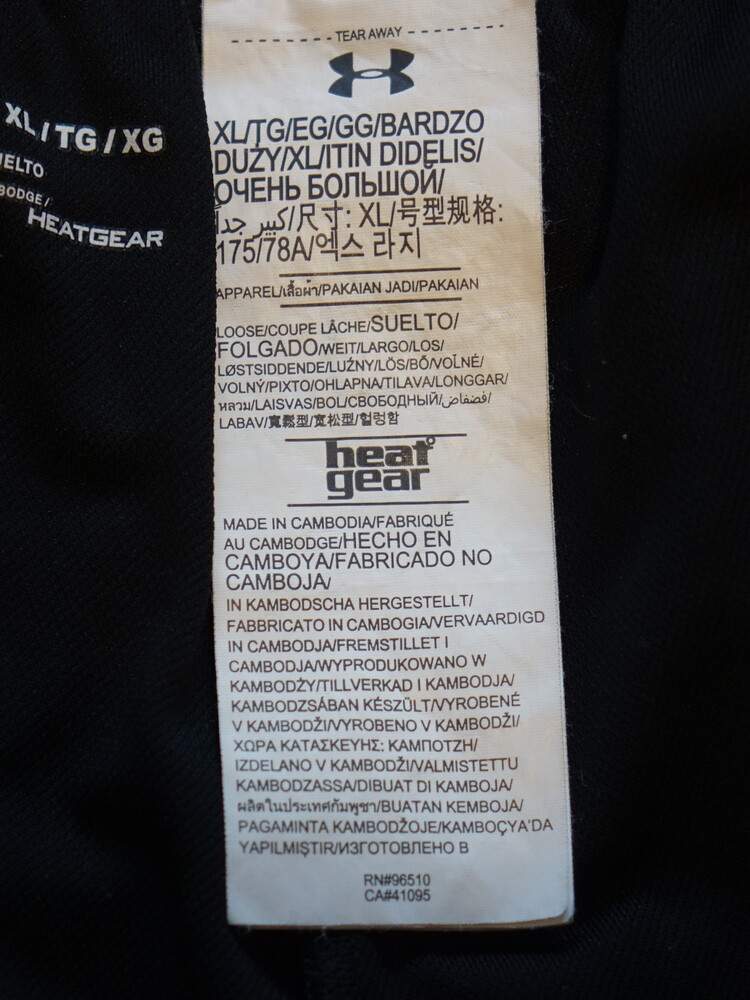 TEAR AWAY
XL/TG/EG/GG/BARDZO
DUŻY/XL/ITIN DIDELIS/
ОЧЕНЬ БОЛЬШОЙ/
كبير جداً/尺寸: XL/号型规格:
175/78A/엑스 라지
APPAREL/เสื้อผ้า/PAKAIAN JADI/PAKAIAN
LOOSE/COUPE LÂCHE/SUELTO/
FOLGADO/WEIT/LARGO/LOS/
LØSTSIDDENDE/LUŹNY/LÖS/BŐ/VOĽNÉ/
VOLNÝ/PIXTO/OHLAPNA/TILAVA/LONGGAR/
หลวม/LAISVAS/BOL/СВОБОДНЫЙ/فضفاض/
LABAV/寬鬆型/宽松型/헐렁함
heat
gear
MADE IN CAMBODIA/FABRIQUÉ
AU CAMBODGE/HECHO EN
CAMBOYA/FABRICADO NO
CAMBOJA/
IN KAMBODSCHA HERGESTELLT/
FABBRICATO IN CAMBOGIA/VERVAARDIGD
IN CAMBODJA/FREMSTILLET I
CAMBODJA/WYPRODUKOWANO W
KAMBODŻY/TILLVERKAD I KAMBODJA/
KAMBODZSÁBAN KÉSZÜLT/VYROBENÉ
V KAMBODŽI/VYROBENO V KAMBODŽI/
ΧΩΡΑ ΚΑΤΑΣΚΕΥΗΣ: ΚΑΜΠΟΤΖΗ/
IZDELANO V KAMBODŽI/VALMISTETTU
KAMBODZASSA/DIBUAT DI KAMBOJA/
ผลิตในประเทศกัมพูชา/BUATAN KEMBOJA/
PAGAMINTA KAMBODŽOJE/KAMBOÇYA'DA
YAPILMIŞTIR/ИЗГОТОВЛЕНО В
RN#96510
CA#41095
XL/TG/XG
UELTO
BODGE/
HEATGEAR